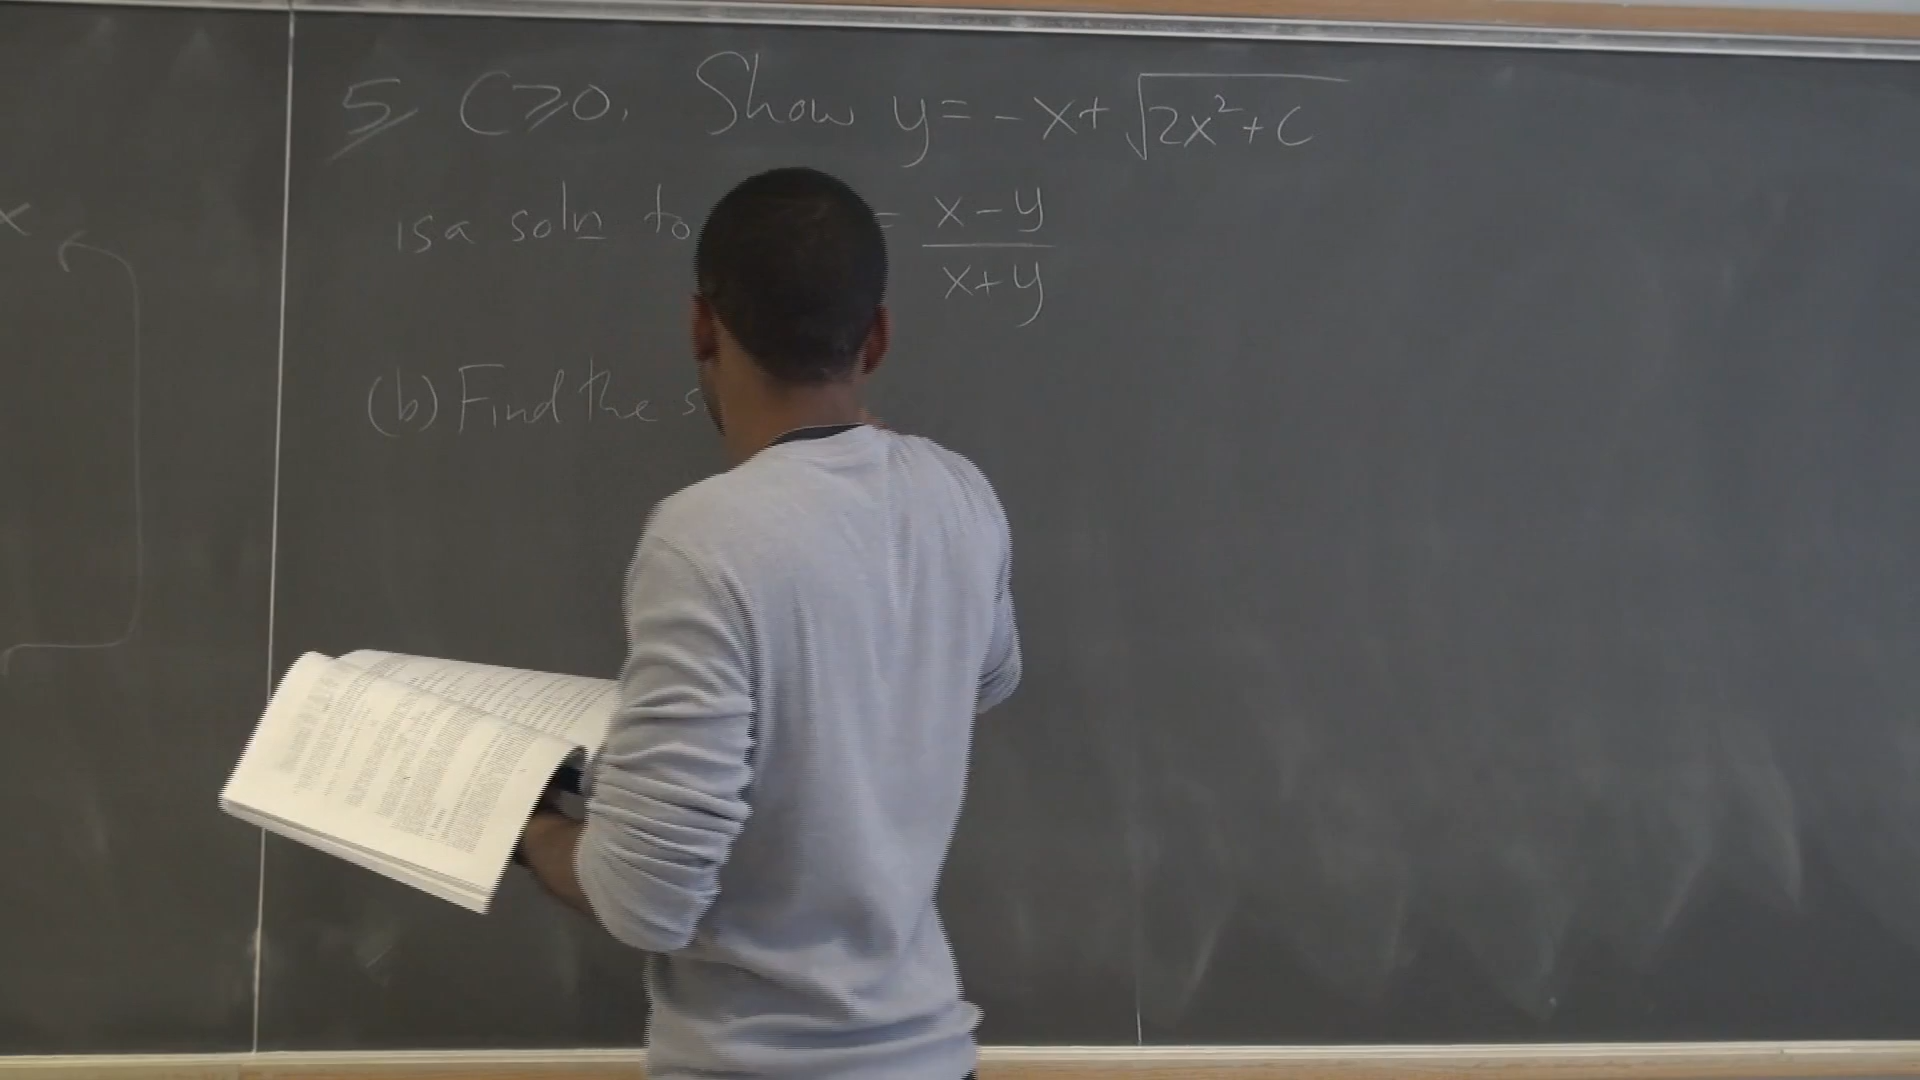 5 C≥0. Show y = -x + √(2x²+C)
is a soln to = x-y / x+y
(b) Find the
x